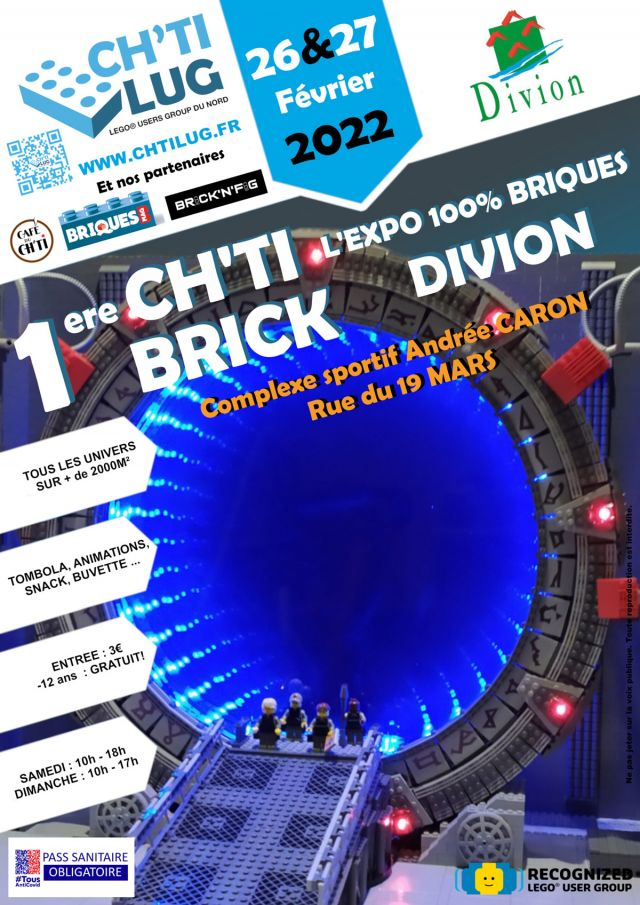 CH'TI
LUG
LEGO® USERS GROUP DU NORD
WWW.CHTILUG.FR
Et nos partenaires
CAFÉ
CH'TI
BRIQUES
MAG
BRICK'N'FIG
26&27
Février
2022
Divion
1ere CH'TI
BRICK
L'EXPO 100% BRIQUES
DIVION
Complexe sportif Andrée CARON
Rue du 19 MARS
TOUS LES UNIVERS
SUR + de 2000M²
TOMBOLA, ANIMATIONS,
SNACK, BUVETTE ...
ENTREE : 3€
-12 ans : GRATUIT!
SAMEDI : 10h - 18h
DIMANCHE : 10h - 17h
#Tous
AntiCovid
PASS SANITAIRE
OBLIGATOIRE
RECOGNIZED
LEGO® USER GROUP
Ne pas jeter sur la voix publique. Toute reproduction est interdite.